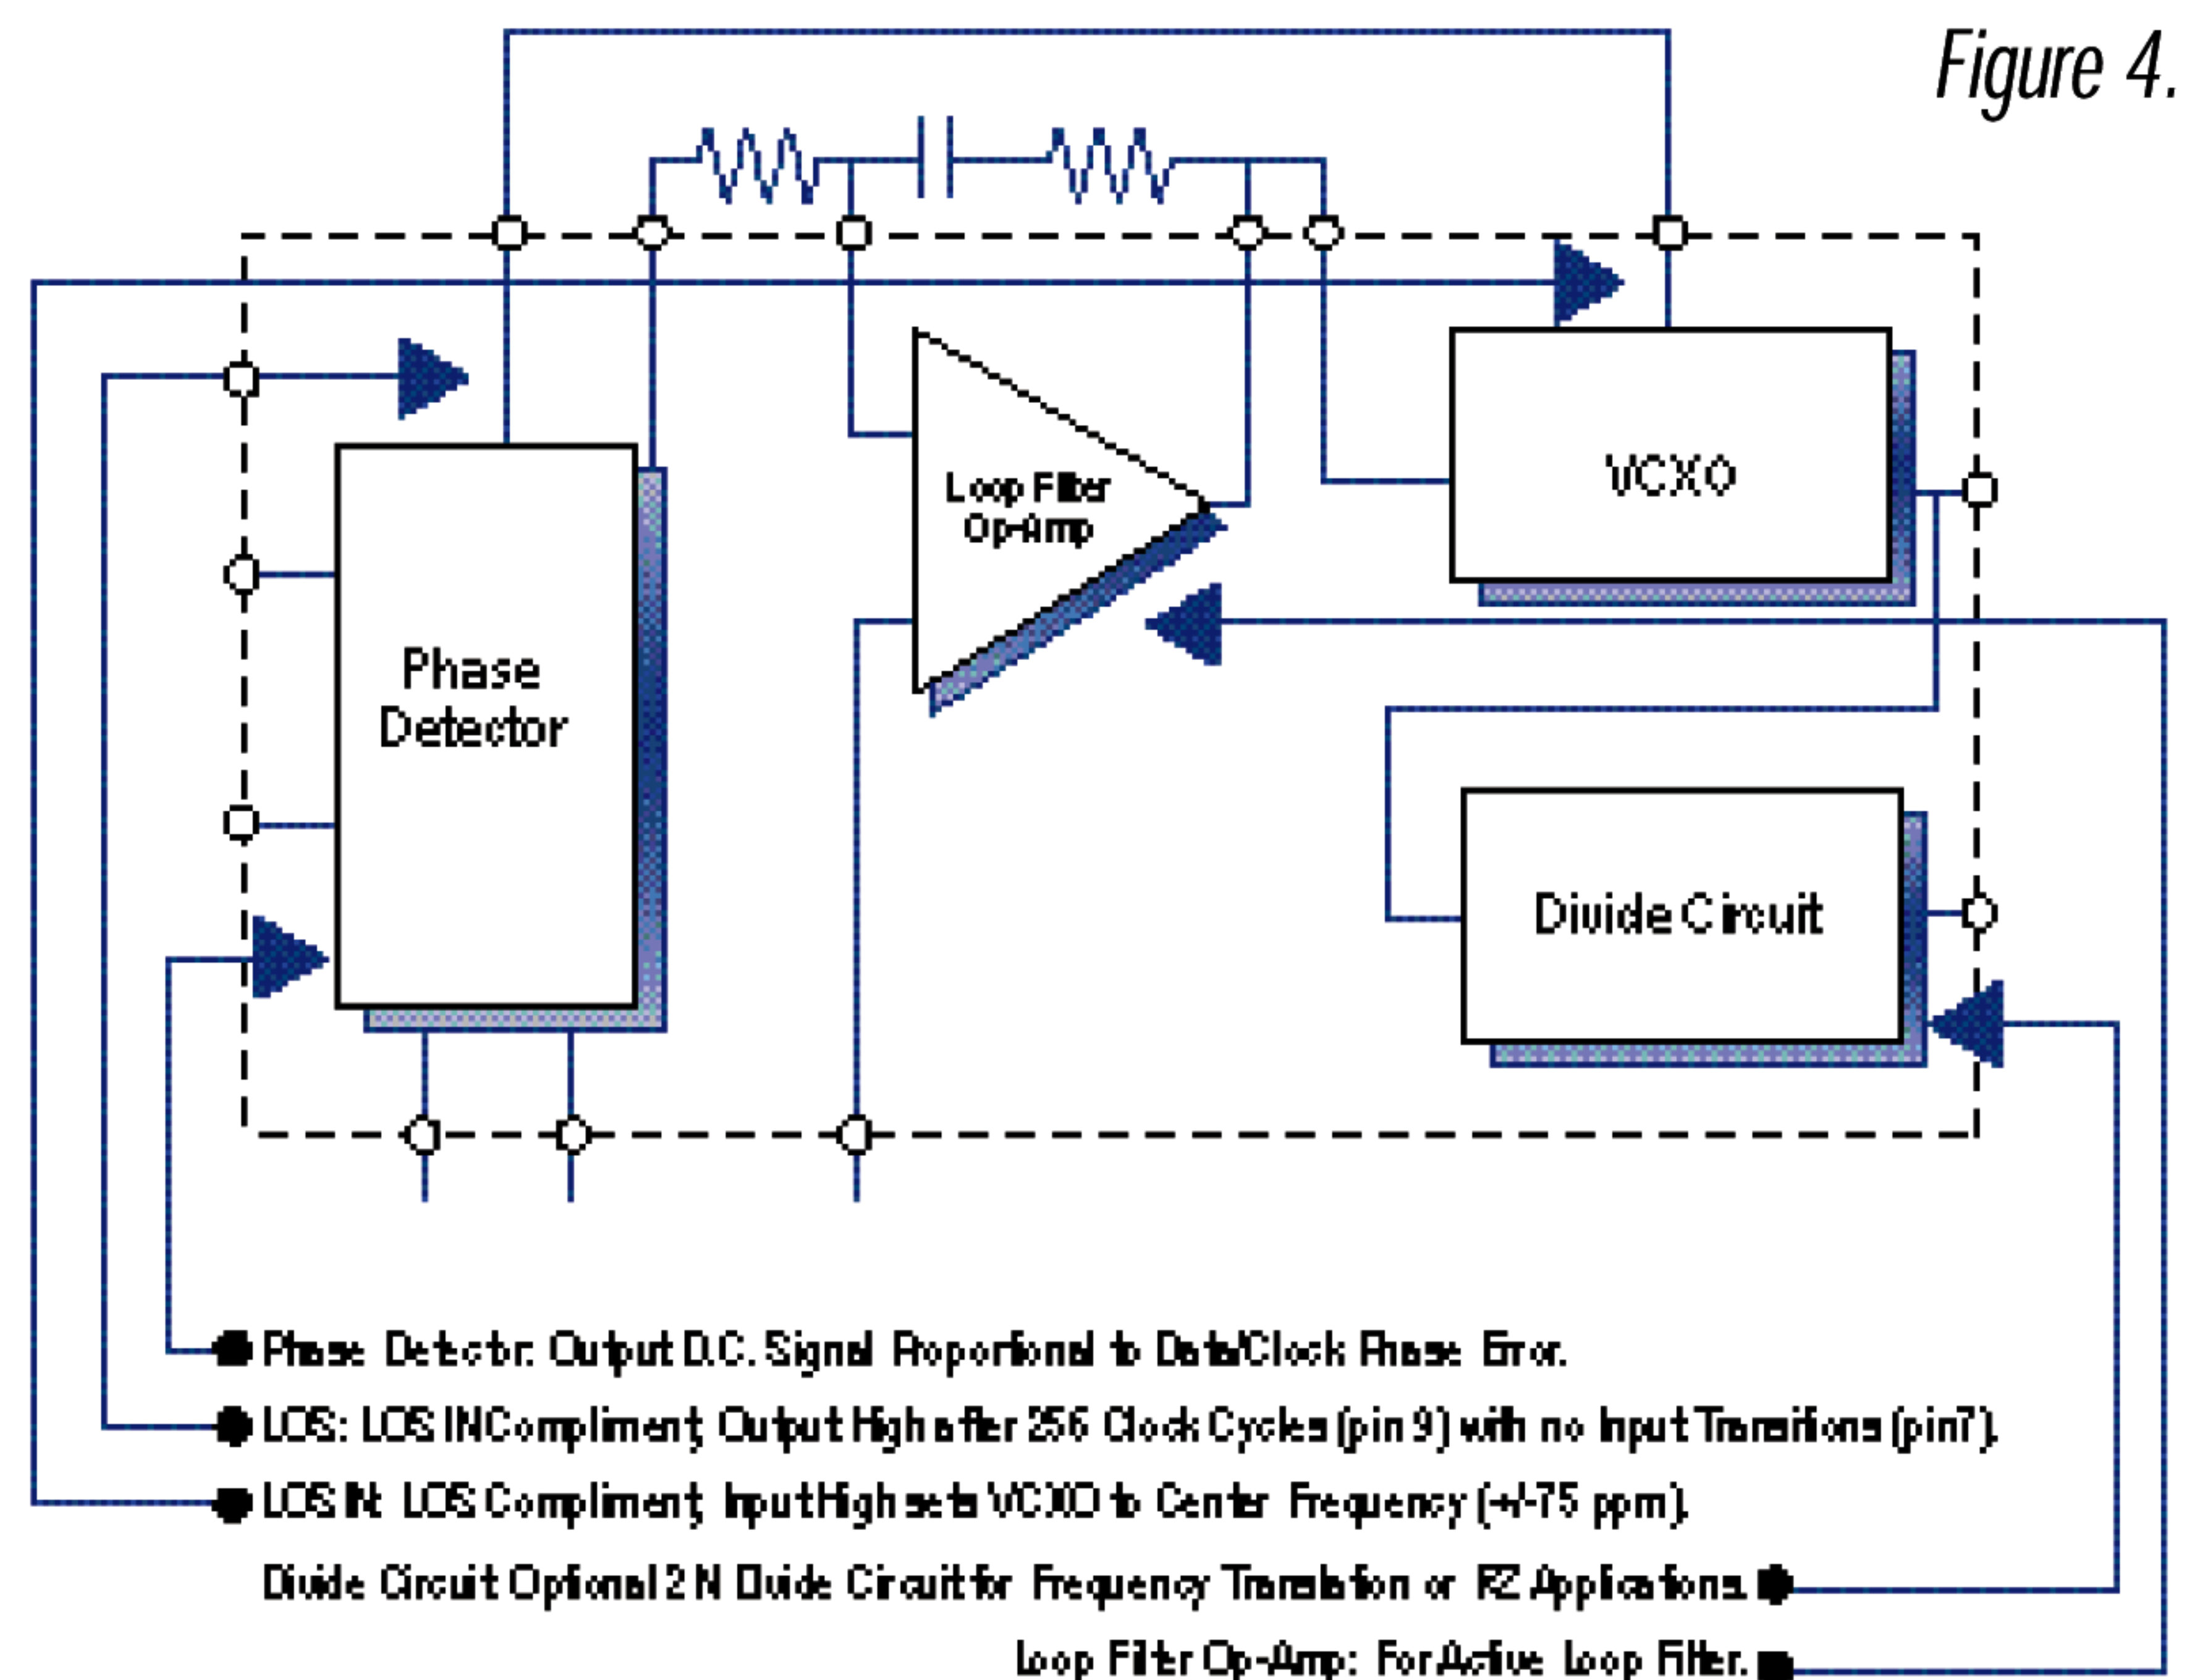 Figure 4.
Loop Filter
Op-Amp
VCXO
Phase
Detector
Divide Circuit
Phase Detector: Output D.C. Signal Proportional to Data/Clock Phase Error.
LOS: LOS IN Compliment, Output High after 256 Clock Cycles (pin 9) with no Input Transitions (pin7).
LOS IN: LOS Compliment, Input High sets VCXO to Center Frequency (+/-75 ppm).
Divide Circuit Optional 2 N Divide Circuit for Frequency Translation or RZ Applications.
Loop Filter Op-Amp: For Active Loop Filter.